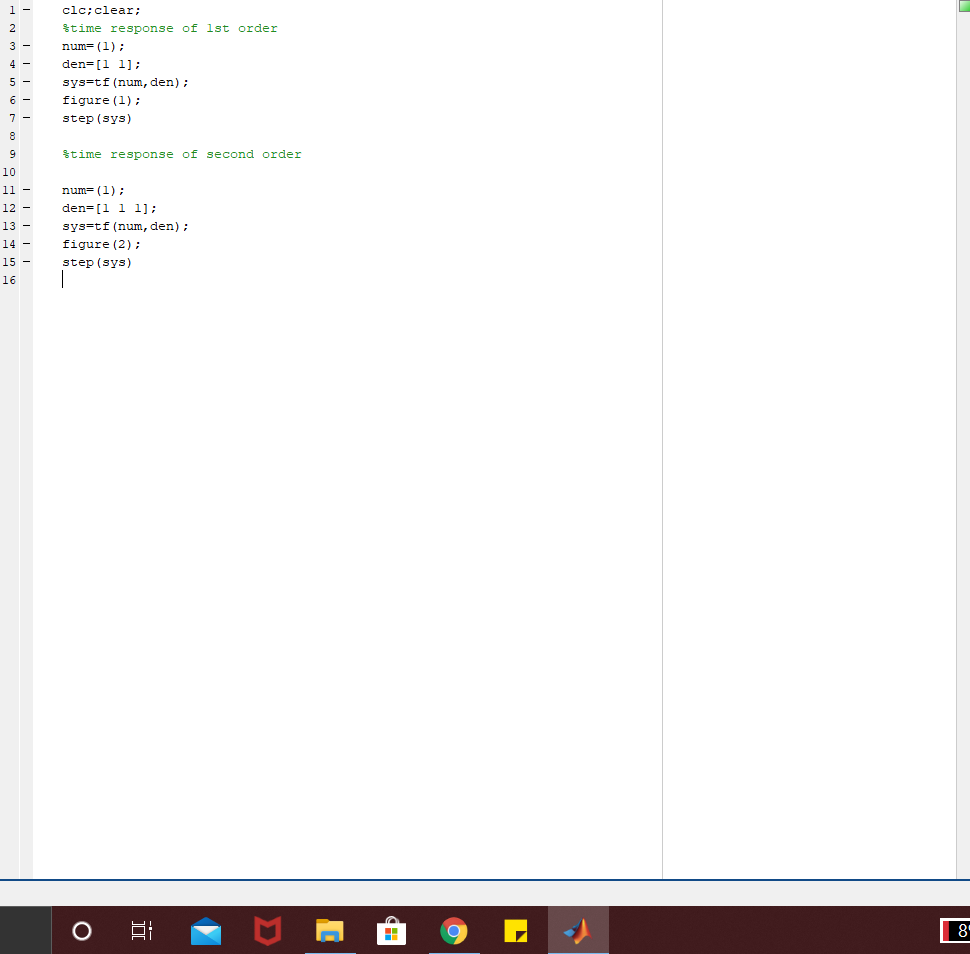 1 – clc;clear;
2 %time response of 1st order
3 – num=(1);
4 – den=[1 1];
5 – sys=tf(num,den);
6 – figure(1);
7 – step(sys)
8
9 %time response of second order
10
11 – num=(1);
12 – den=[1 1 1];
13 – sys=tf(num,den);
14 – figure(2);
15 – step(sys)
16